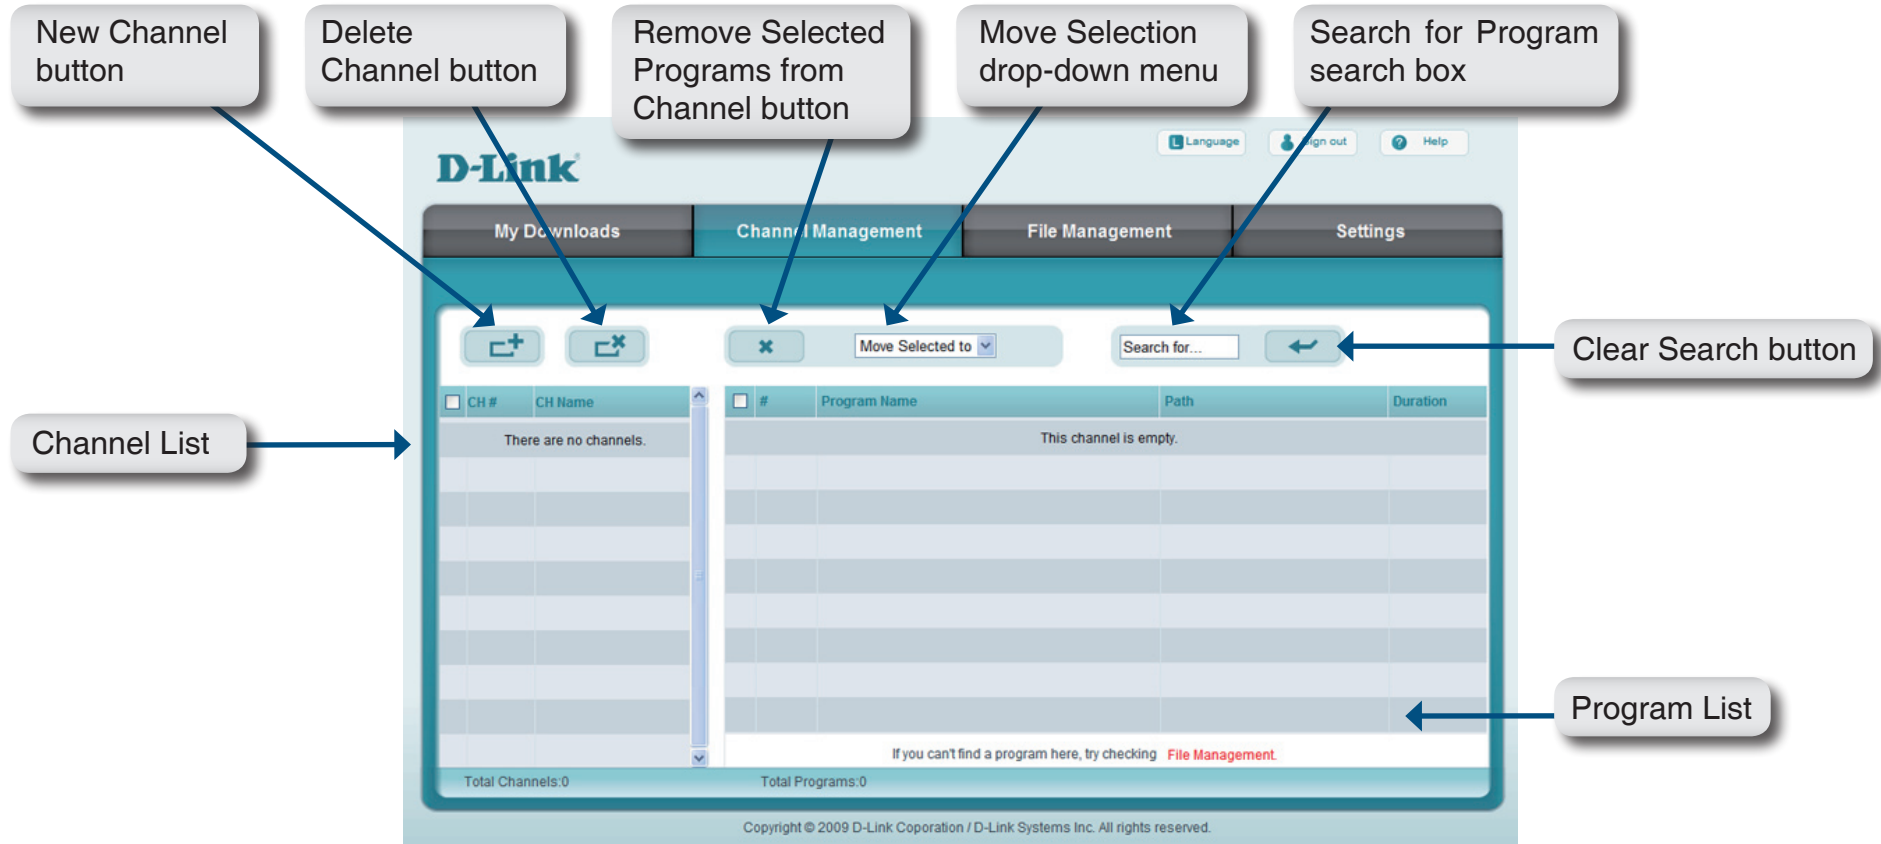 New Channel
button
Delete
Channel button
Remove Selected
Programs from
Channel button
Move Selection
drop-down menu
Search for Program
search box
D-Link
L Language
Sign out
? Help
My Downloads
Channel Management
File Management
Settings
Move Selected to
Search for...
Clear Search button
CH #
CH Name
#
Program Name
Path
Duration
Channel List
There are no channels.
This channel is empty.
Program List
If you can't find a program here, try checking File Management.
Total Channels:0
Total Programs:0
Copyright © 2009 D-Link Coporation / D-Link Systems Inc. All rights reserved.